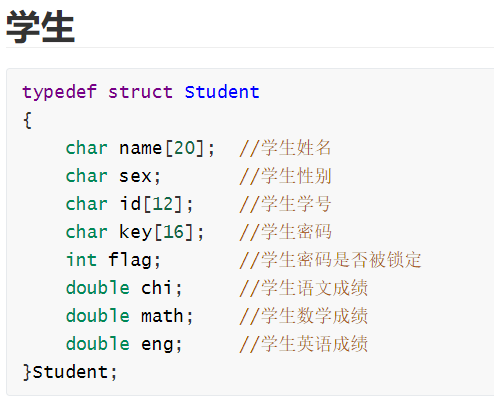 学生
typedef struct Student
{
    char name[20];  //学生姓名
    char sex;       //学生性别
    char id[12];    //学生学号
    char key[16];   //学生密码
    int flag;       //学生密码是否被锁定
    double chi;     //学生语文成绩
    double math;    //学生数学成绩
    double eng;     //学生英语成绩
}Student;